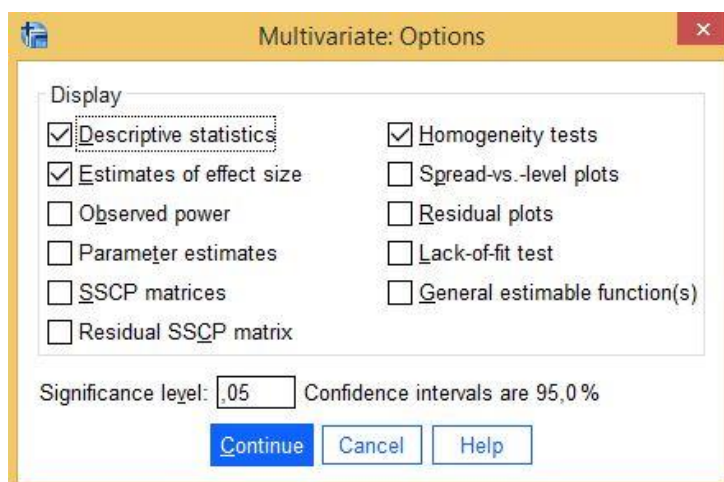 Multivariate: Options
Display
Descriptive statistics
Homogeneity tests
Estimates of effect size
Spread-vs.-level plots
Observed power
Residual plots
Parameter estimates
Lack-of-fit test
SSCP matrices
General estimable function(s)
Residual SSCP matrix
Significance level: ,05 Confidence intervals are 95,0 %
Continue Cancel Help